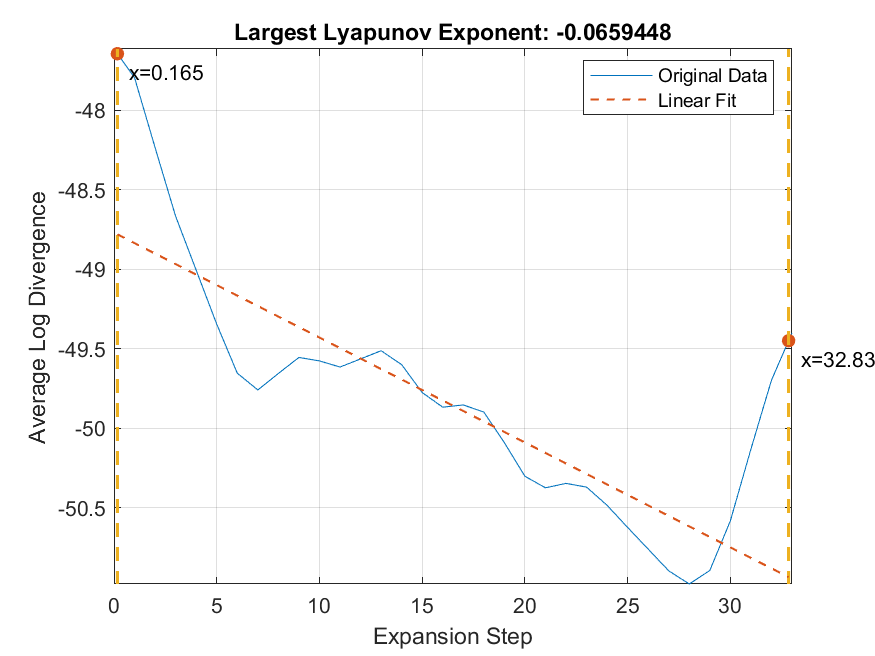 Largest Lyapunov Exponent: -0.0659448
x=0.165
Original Data
Linear Fit
-48
-48.5
-49
-49.5
-50
-50.5
Average Log Divergence
x=32.83
0 5 10 15 20 25 30
Expansion Step